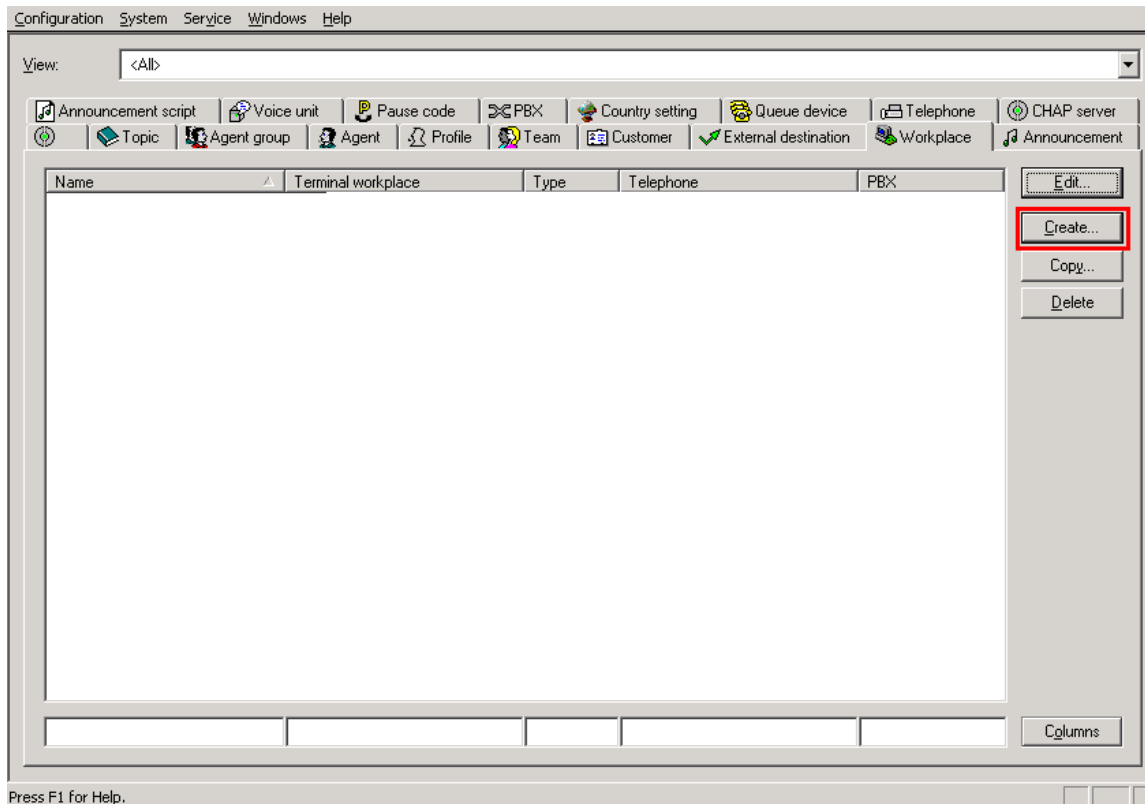 Configuration System Service Windows Help
View: <All>
Announcement script Voice unit Pause code PBX Country setting Queue device Telephone CHAP server
Topic Agent group Agent Profile Team Customer External destination Workplace Announcement
Name Terminal workplace Type Telephone PBX Edit...
Create...
Copy...
Delete
Columns
Press F1 for Help.